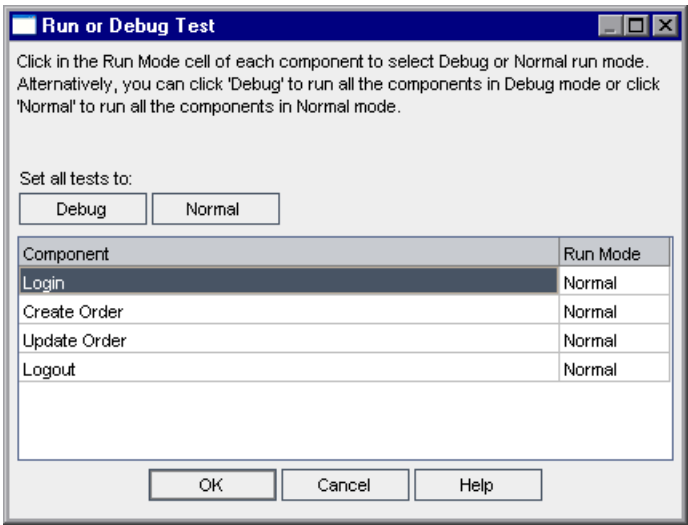 Run or Debug Test
Click in the Run Mode cell of each component to select Debug or Normal run mode.
Alternatively, you can click 'Debug' to run all the components in Debug mode or click
'Normal' to run all the components in Normal mode.
Set all tests to:
Debug Normal
Component Run Mode
Login Normal
Create Order Normal
Update Order Normal
Logout Normal
OK Cancel Help